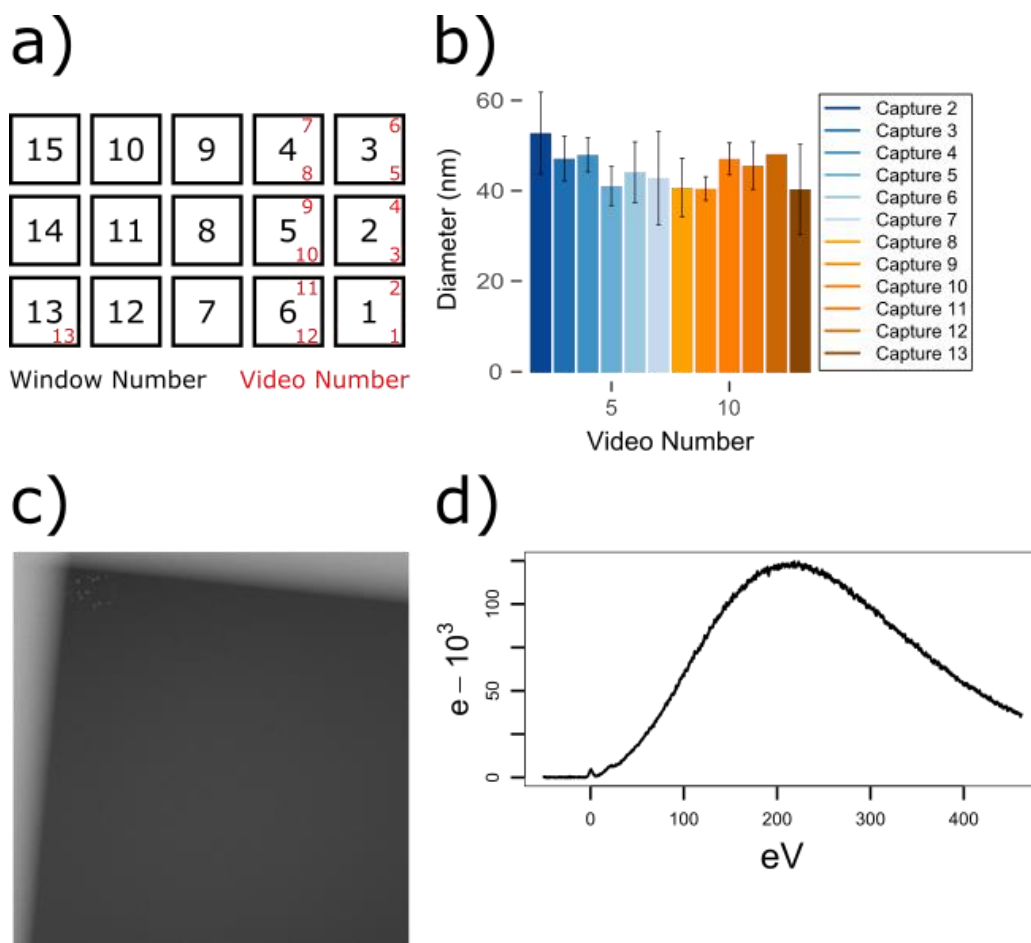 a)
15 10 9 4 7 8 3 6 5
14 11 8 5 9 10 2 4 3
13 13 12 7 6 11 12 1 2 1
Window Number Video Number
b)
60
40
20
0
Diameter (nm)
5 10
Video Number
Capture 2
Capture 3
Capture 4
Capture 5
Capture 6
Capture 7
Capture 8
Capture 9
Capture 10
Capture 11
Capture 12
Capture 13
c)
d)
100
50
0
e − 10³
0 100 200 300 400
eV